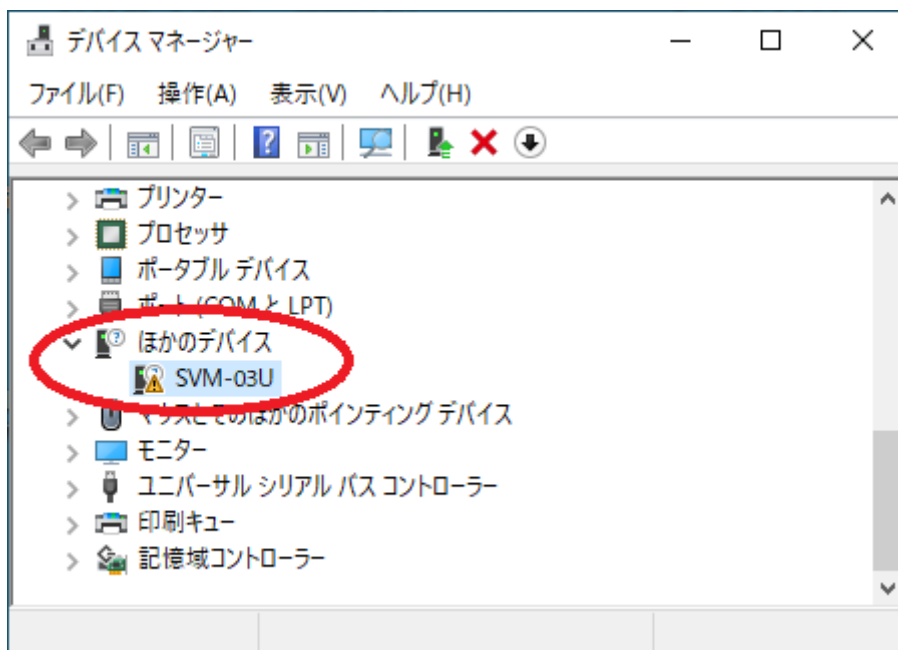 デバイス マネージャー
ファイル(F) 操作(A) 表示(V) ヘルプ(H)
プリンター
プロセッサ
ポータブル デバイス
ポート (COM と LPT)
ほかのデバイス
SVM-03U
マウスとそのほかのポインティング デバイス
モニター
ユニバーサル シリアル バス コントローラー
印刷キュー
記憶域コントローラー